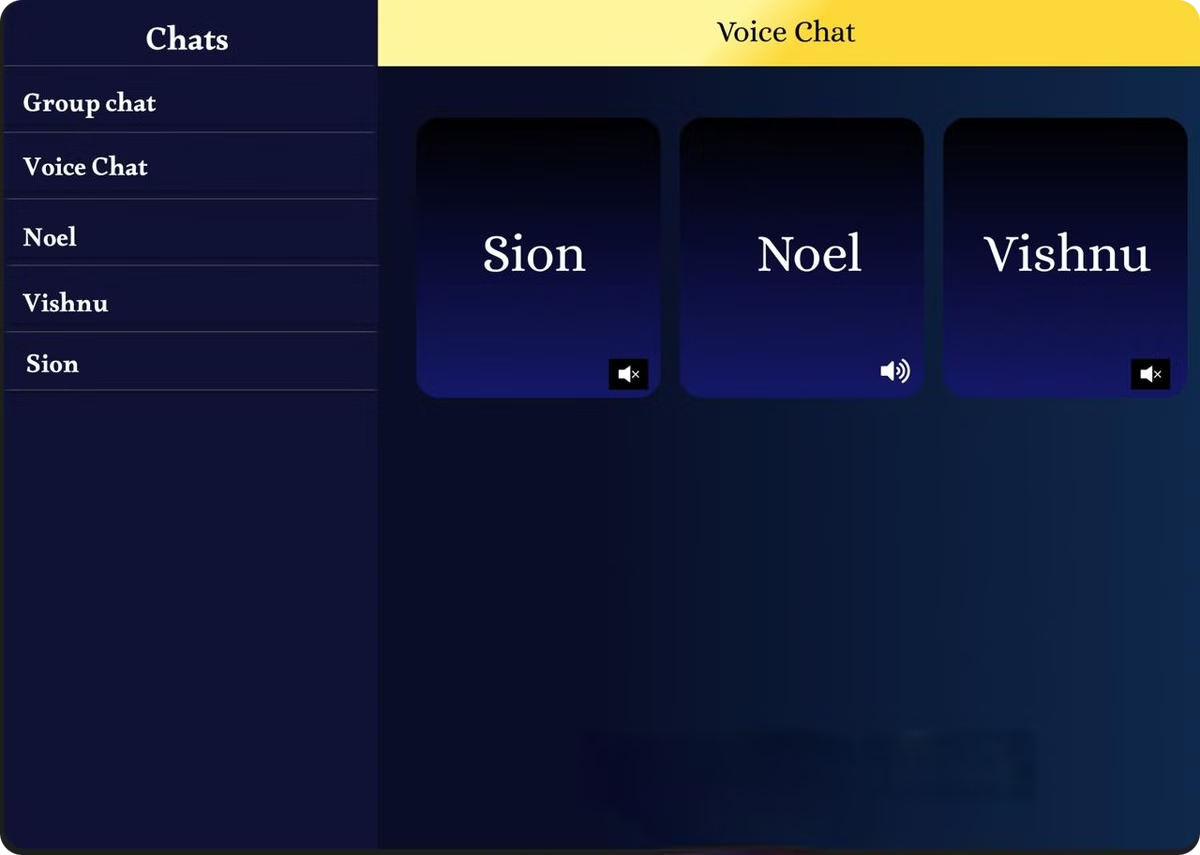 Chats
Group chat
Voice Chat
Noel
Vishnu
Sion
Voice Chat
Sion
Noel
Vishnu